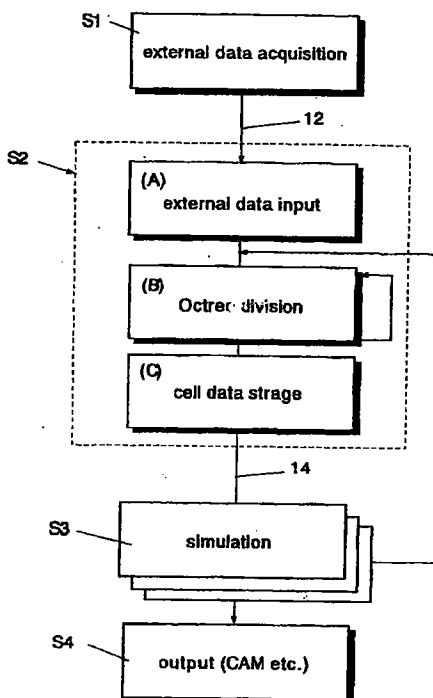 S1
external data acquisition
12
S2
(A)
external data input
(B)
division
(C)
cell data strage
14
S3
simulation
S4
output (CAM etc.)